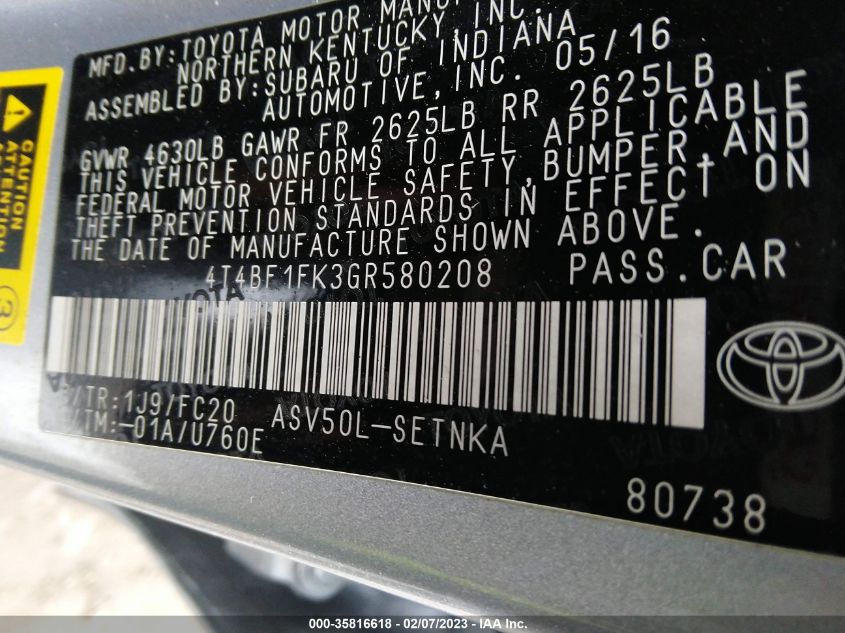 MFD.BY:TOYOTA MOTOR
NORTHERN KENTUCKY,INC.
ASSEMBLED BY:SUBARU OF INDIANA
AUTOMOTIVE,INC. 05/16
GVWR 4630LB GAWR FR 2625LB RR 2625LB
THIS VEHICLE CONFORMS TO ALL APPLICABLE
FEDERAL MOTOR VEHICLE SAFETY,BUMPER,AND
THEFT PREVENTION STANDARDS IN EFFECT ON
THE DATE OF MANUFACTURE SHOWN ABOVE.
4T4BF1FK3GR580208 PASS.CAR
/TR:1J9/FC20
/TM:-01A/U760E
ASV50L-SETNKA
80738
CAUTION
ATTENTION
3
TOYOTA
000-35816618 - 02/07/2023 - IAA Inc.